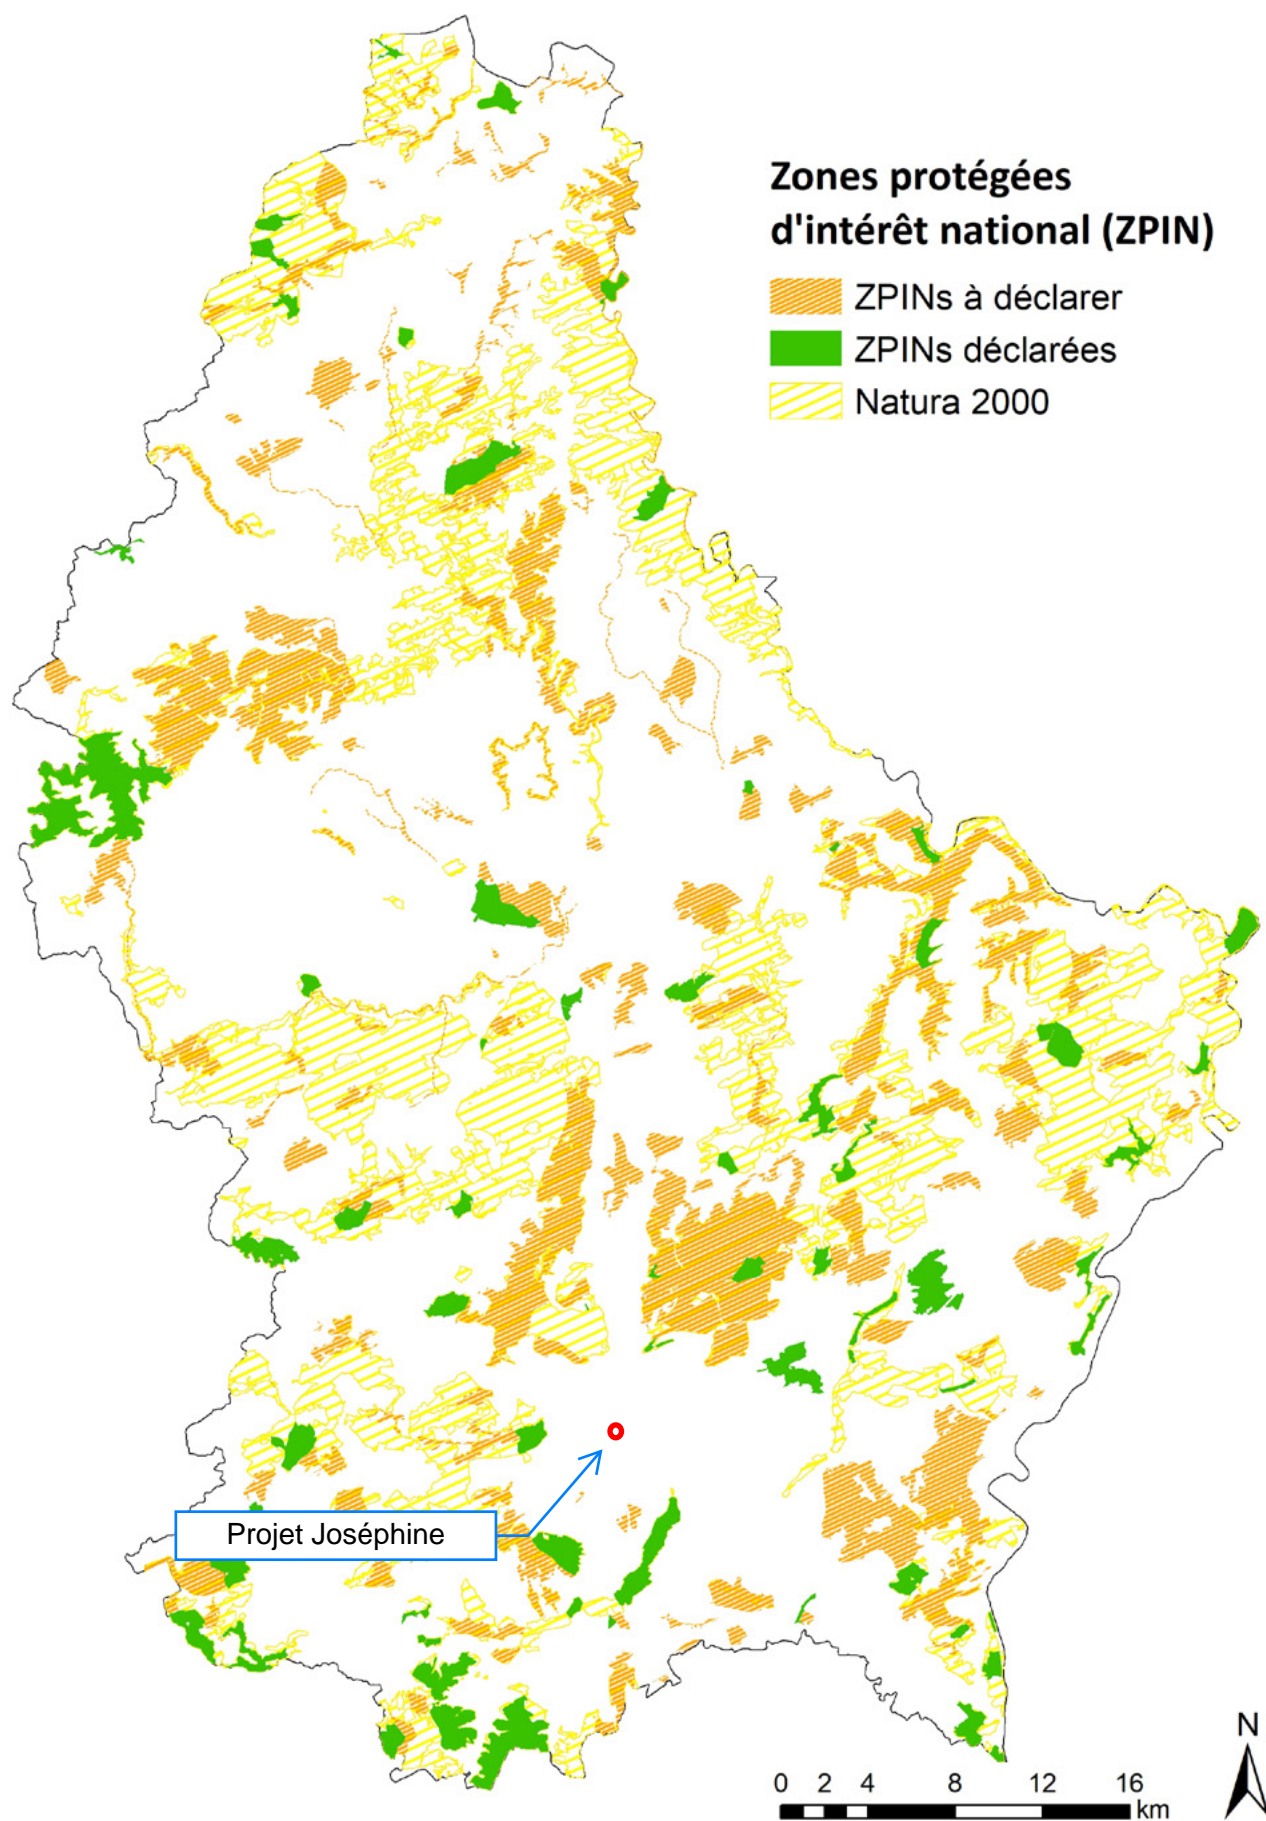 Zones protégées
d'intérêt national (ZPIN)
ZPINs à déclarer
ZPINs déclarées
Natura 2000
Projet Joséphine
N
0 2 4 8 12 16
km